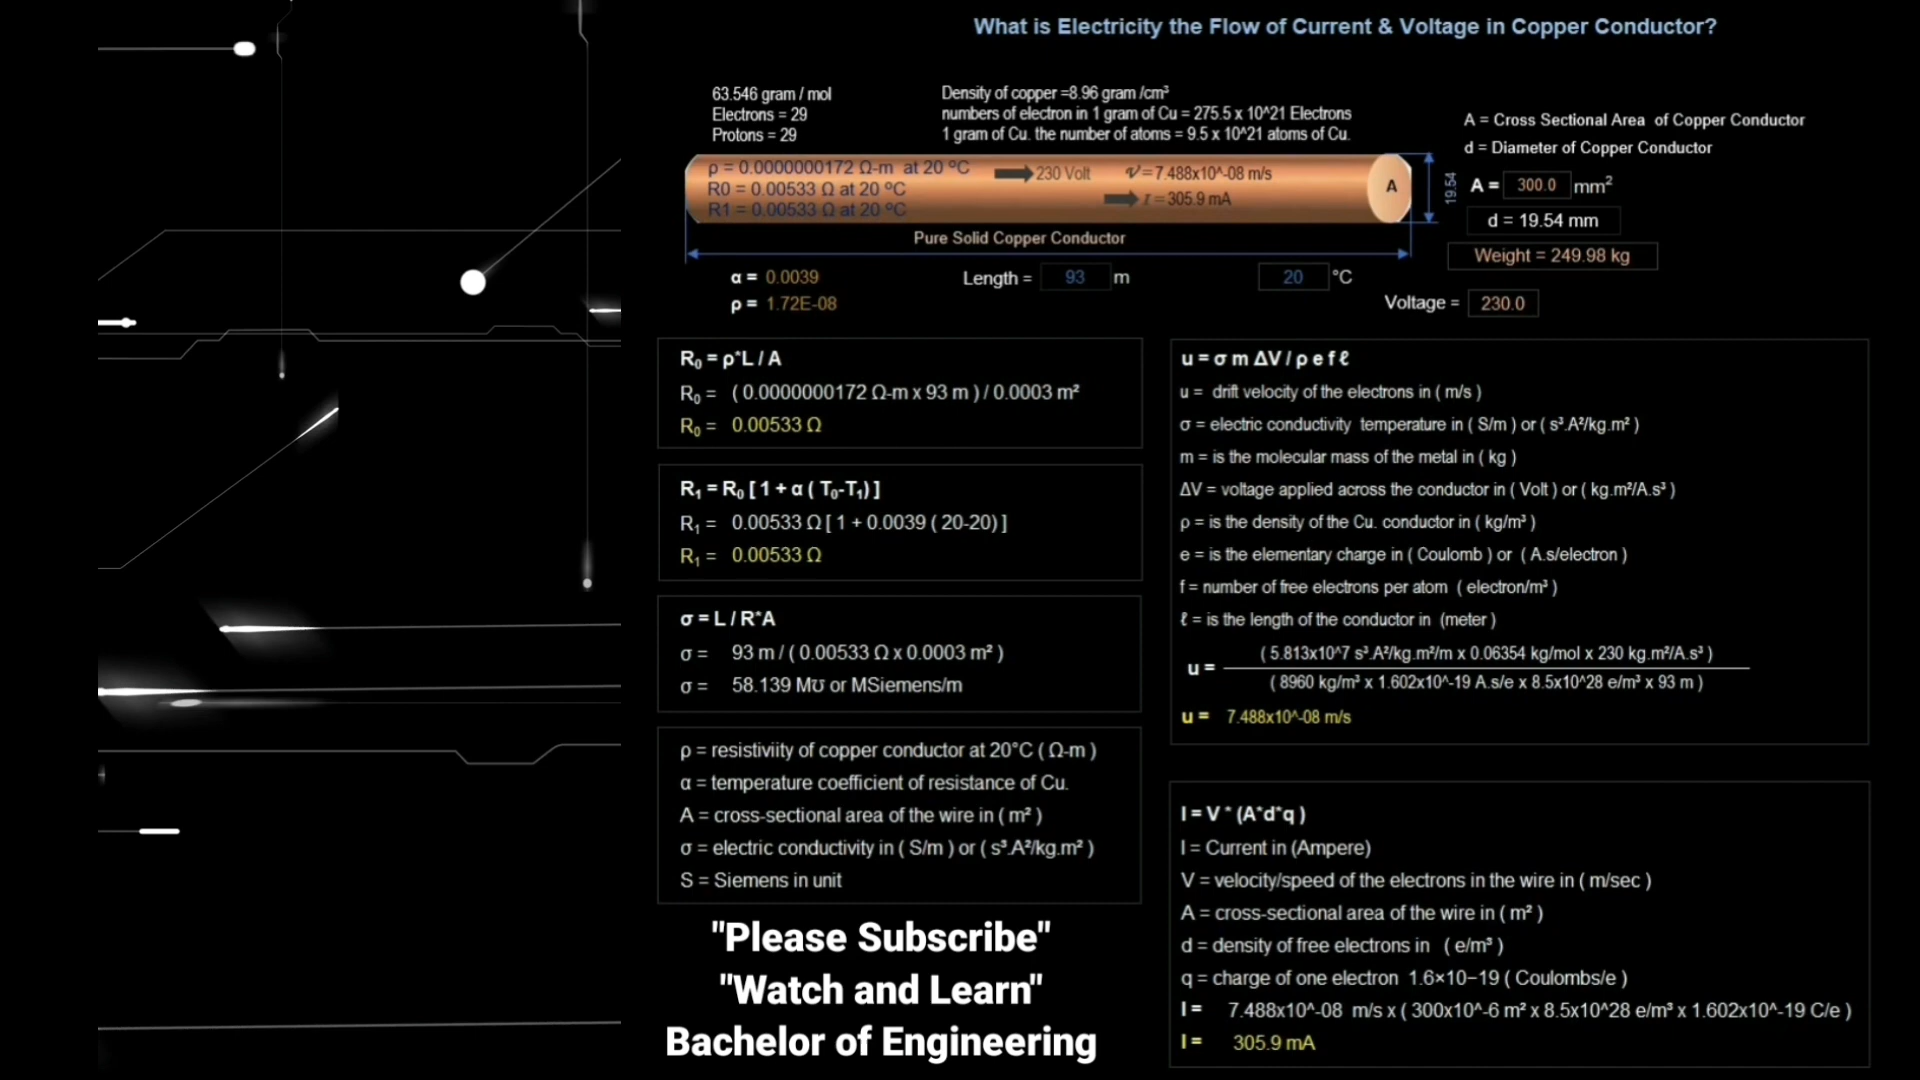 What is Electricity the Flow of Current & Voltage in Copper Conductor?
63.546 gram / mol
Electrons = 29
Protons = 29
Density of copper =8.96 gram /cm³
numbers of electron in 1 gram of Cu = 275.5 x 10^21 Electrons
1 gram of Cu. the number of atoms = 9.5 x 10^21 atoms of Cu.
A = Cross Sectional Area of Copper Conductor
d = Diameter of Copper Conductor
ρ = 0.0000000172 Ω-m at 20 ºC
R0 = 0.00533 Ω at 20 ºC
R1 = 0.00533 Ω at 20 ºC
230 Volt
V=7.488x10^-08 m/s
I = 305.9 mA
A
19.54
A = 300.0 mm²
d = 19.54 mm
Weight = 249.98 kg
Pure Solid Copper Conductor
α = 0.0039
ρ = 1.72E-08
Length = 93 m
20 °C
Voltage = 230.0
R₀ = ρ*L / A
R₀ = ( 0.0000000172 Ω-m x 93 m ) / 0.0003 m²
R₀ = 0.00533 Ω
R₁ = R₀ [ 1 + α ( T₀-T₁) ]
R₁ = 0.00533 Ω [ 1 + 0.0039 ( 20-20) ]
R₁ = 0.00533 Ω
σ = L / R*A
σ = 93 m / ( 0.00533 Ω x 0.0003 m² )
σ = 58.139 M℧ or MSiemens/m
ρ = resistiviity of copper conductor at 20°C ( Ω-m )
α = temperature coefficient of resistance of Cu.
A = cross-sectional area of the wire in ( m² )
σ = electric conductivity in ( S/m ) or ( s³.A²/kg.m² )
S = Siemens in unit
"Please Subscribe"
"Watch and Learn"
Bachelor of Engineering
u = σ m ΔV / ρ e f ℓ
u = drift velocity of the electrons in ( m/s )
σ = electric conductivity temperature in ( S/m ) or ( s³.A²/kg.m² )
m = is the molecular mass of the metal in ( kg )
ΔV = voltage applied across the conductor in ( Volt ) or ( kg.m²/A.s³ )
ρ = is the density of the Cu. conductor in ( kg/m³ )
e = is the elementary charge in ( Coulomb ) or ( A.s/electron )
f = number of free electrons per atom ( electron/m³ )
ℓ = is the length of the conductor in (meter )
( 5.813x10^7 s³.A²/kg.m²/m x 0.06354 kg/mol x 230 kg.m²/A.s³ )
u =
( 8960 kg/m³ x 1.602x10^-19 A.s/e x 8.5x10^28 e/m³ x 93 m )
u = 7.488x10^-08 m/s
I = V * (A*d*q )
I = Current in (Ampere)
V = velocity/speed of the electrons in the wire in ( m/sec )
A = cross-sectional area of the wire in ( m² )
d = density of free electrons in ( e/m³ )
q = charge of one electron 1.6×10−19 ( Coulombs/e )
I = 7.488x10^-08 m/s x ( 300x10^-6 m² x 8.5x10^28 e/m³ x 1.602x10^-19 C/e )
I = 305.9 mA